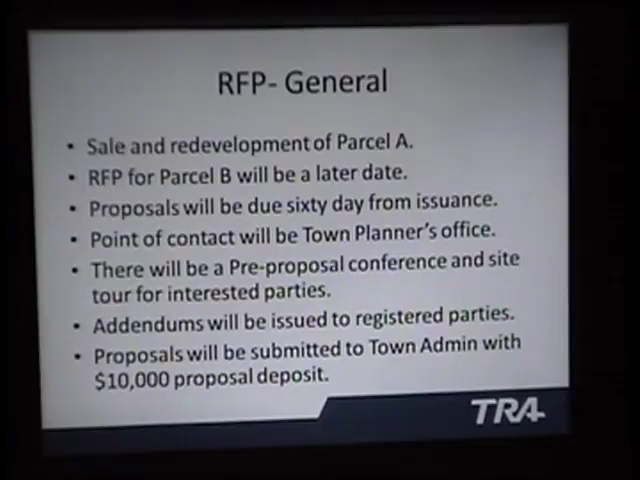 RFP- General
• Sale and redevelopment of Parcel A.
• RFP for Parcel B will be a later date.
• Proposals will be due sixty day from issuance.
• Point of contact will be Town Planner's office.
• There will be a Pre-proposal conference and site
tour for interested parties.
• Addendums will be issued to registered parties.
• Proposals will be submitted to Town Admin with
$10,000 proposal deposit.
TRA